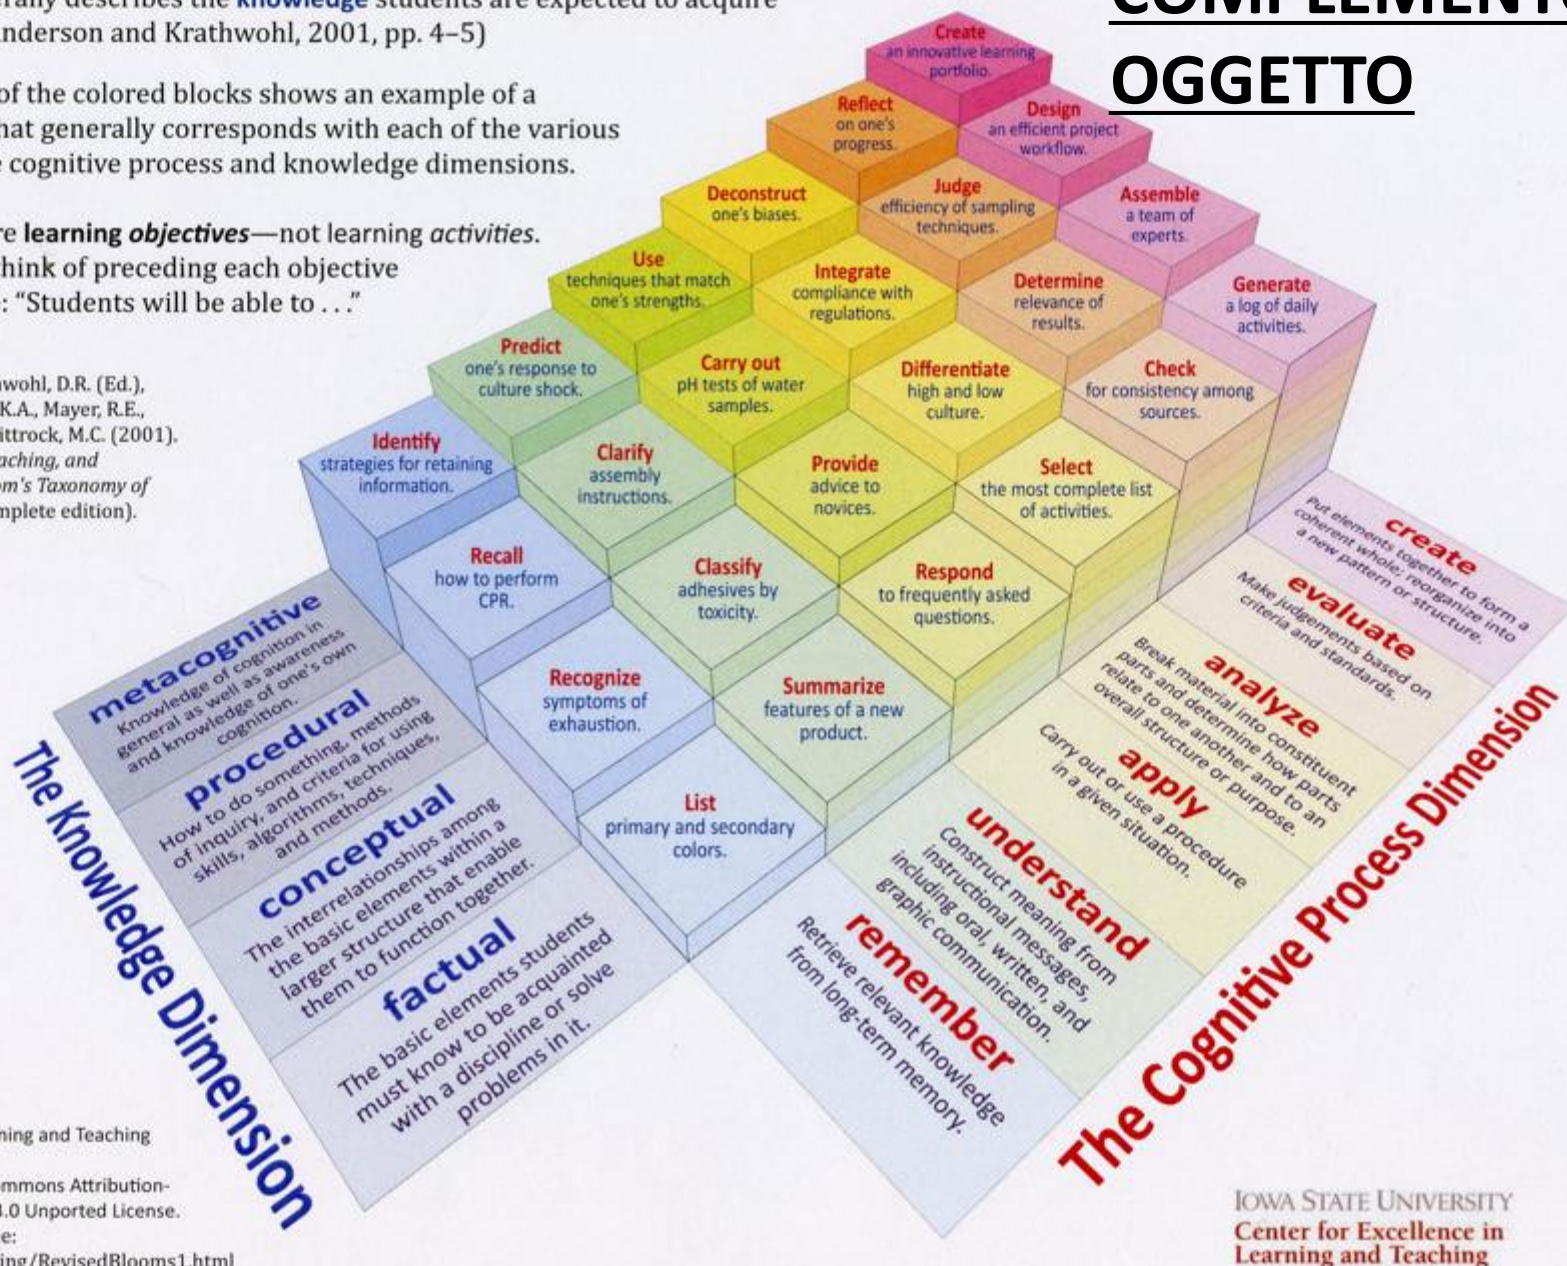 describes the knowledge students are expected to acquire
and Krathwohl, 2001, pp. 4–5)
of the colored blocks shows an example of a
generally corresponds with each of the various
cognitive process and knowledge dimensions.
learning objectives—not learning activities.
of preceding each objective
: “Students will be able to . . .”
D.R. (Ed.),
K.A., Mayer, R.E.,
M.C. (2001).
and
Taxonomy of
edition).
OGGETTO
Create
an innovative learning
portfolio.
Reflect
on one's
progress.
Design
an efficient project
workflow.
Deconstruct
one's biases.
Judge
efficiency of sampling
techniques.
Assemble
a team of
experts.
Use
techniques that match
one's strengths.
Integrate
compliance with
regulations.
Determine
relevance of
results.
Generate
a log of daily
activities.
Predict
one's response to
culture shock.
Carry out
pH tests of water
samples.
Differentiate
high and low
culture.
Check
for consistency among
sources.
Identify
strategies for retaining
information.
Clarify
assembly
instructions.
Provide
advice to
novices.
Select
the most complete list
of activities.
Recall
how to perform
CPR.
Classify
adhesives by
toxicity.
Respond
to frequently asked
questions.
Recognize
symptoms of
exhaustion.
Summarize
features of a new
product.
List
primary and secondary
colors.
metacognitive
Knowledge of cognition in
general as well as awareness
and knowledge of one's own
cognition.
procedural
How to do something, methods
of inquiry, and criteria for using
skills, algorithms, techniques,
and methods.
conceptual
The interrelationships among
the basic elements within a
larger structure that enable
them to function together.
factual
The basic elements students
must know to be acquainted
with a discipline or solve
problems in it.
The Knowledge Dimension
create
Put elements together to form a
coherent whole; reorganize into
a new pattern or structure.
evaluate
Make judgements based on
criteria and standards.
analyze
Break material into constituent
parts and determine how parts
relate to one another and to an
overall structure or purpose.
apply
Carry out or use a procedure
in a given situation.
understand
Construct meaning from
instructional messages,
including oral, written, and
graphic communication.
remember
Retrieve relevant knowledge
from long-term memory.
The Cognitive Process Dimension
and Teaching
Attribution-
Unported License.
/RevisedBlooms1.html
IOWA STATE UNIVERSITY
Center for Excellence in
Learning and Teaching